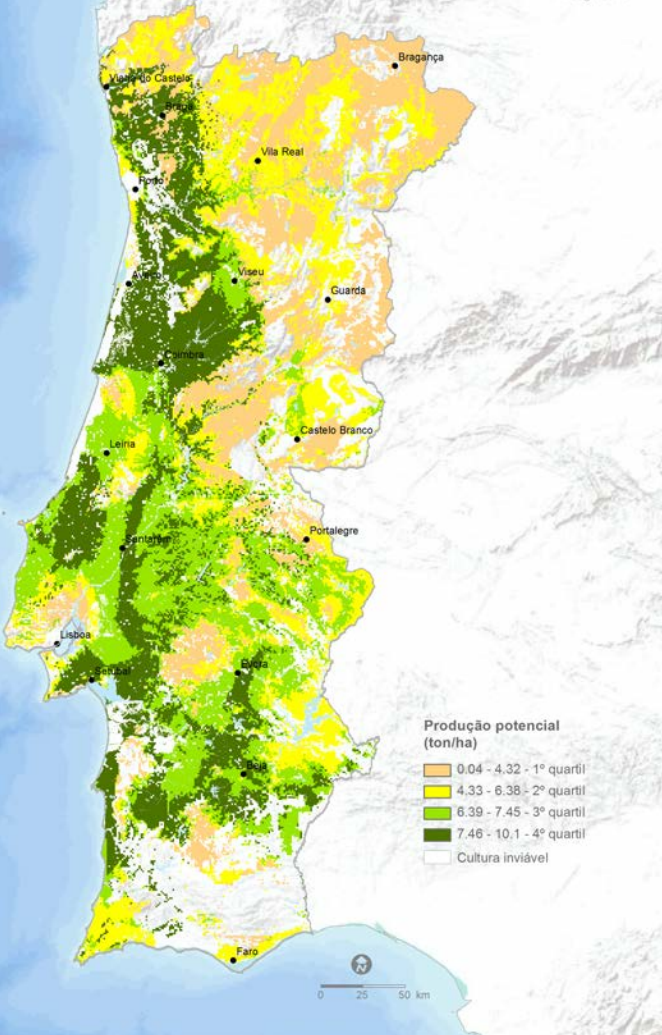 Bragança
Viana do Castelo
Braga
Vila Real
Porto
Aveiro
Viseu
Guarda
Coimbra
Castelo Branco
Leiria
Portalegre
Santarém
Lisboa
Évora
Setúbal
Beja
Faro
Produção potencial
(ton/ha)
0.04 - 4.32 - 1º quartil
4.33 - 6.38 - 2º quartil
6.39 - 7.45 - 3º quartil
7.46 - 10.1 - 4º quartil
Cultura inviável
N
0 25 50 km